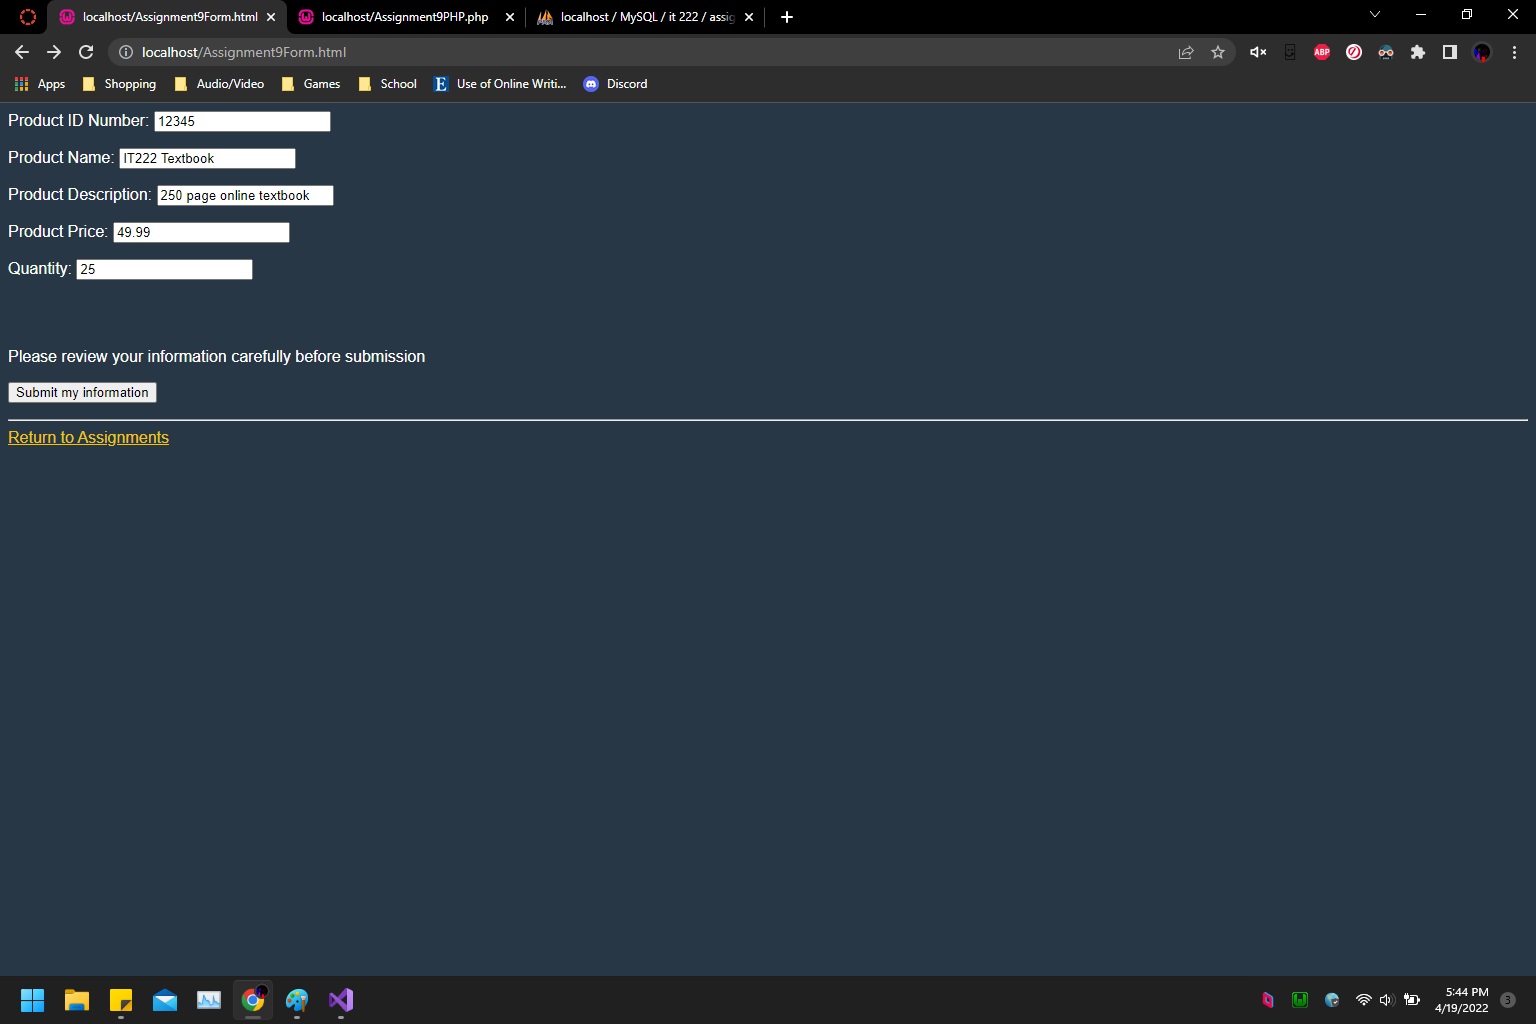 localhost/Assignment9Form.html
localhost/Assignment9PHP.php
localhost / MySQL / it 222 / assig
localhost/Assignment9Form.html
ABP
Apps
Shopping
Audio/Video
Games
School
E Use of Online Writi...
Discord
Product ID Number: 12345
Product Name: IT222 Textbook
Product Description: 250 page online textbook
Product Price: 49.99
Quantity: 25
Please review your information carefully before submission
Submit my information
Return to Assignments
5:44 PM
4/19/2022
3